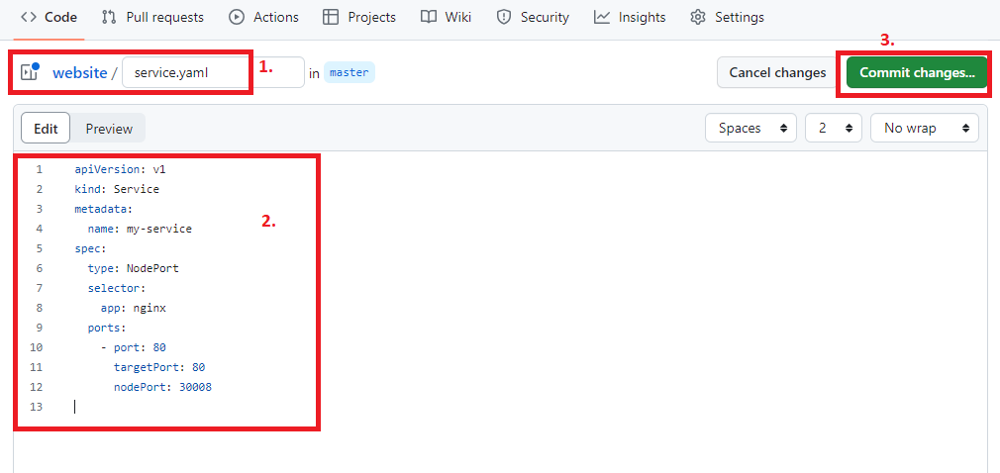 Code Pull requests Actions Projects Wiki Security Insights Settings
3.
website / service.yaml 1. in master Cancel changes Commit changes...
Edit Preview Spaces 2 No wrap
1 apiVersion: v1
2 kind: Service
3 metadata:
4   name: my-service
2.
5 spec:
6   type: NodePort
7   selector:
8     app: nginx
9   ports:
10     - port: 80
11       targetPort: 80
12       nodePort: 30008
13